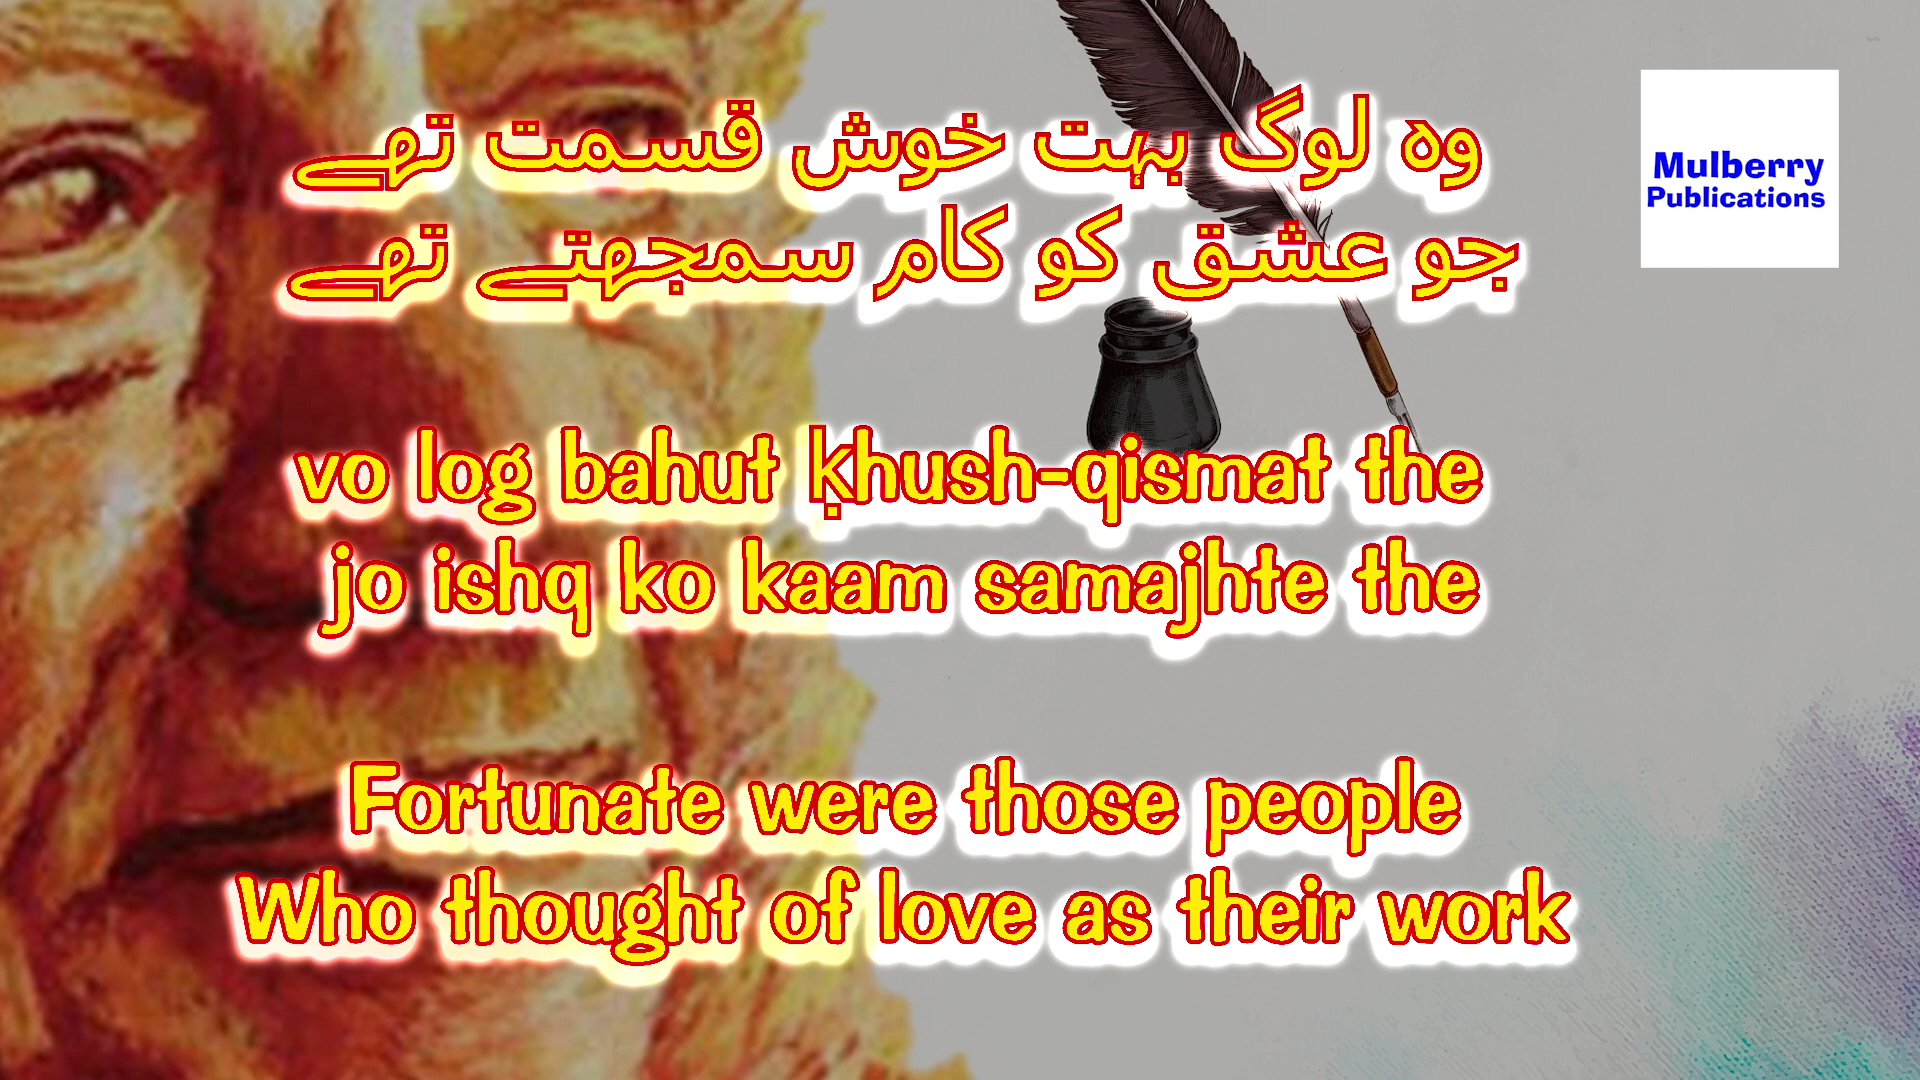 وہ لوگ بہت خوش قسمت تھے
جو عشق کو کام سمجھتے تھے
vo log bahut ḳhush-qismat the
jo ishq ko kaam samajhte the
Fortunate were those people
Who thought of love as their work
Mulberry
Publications